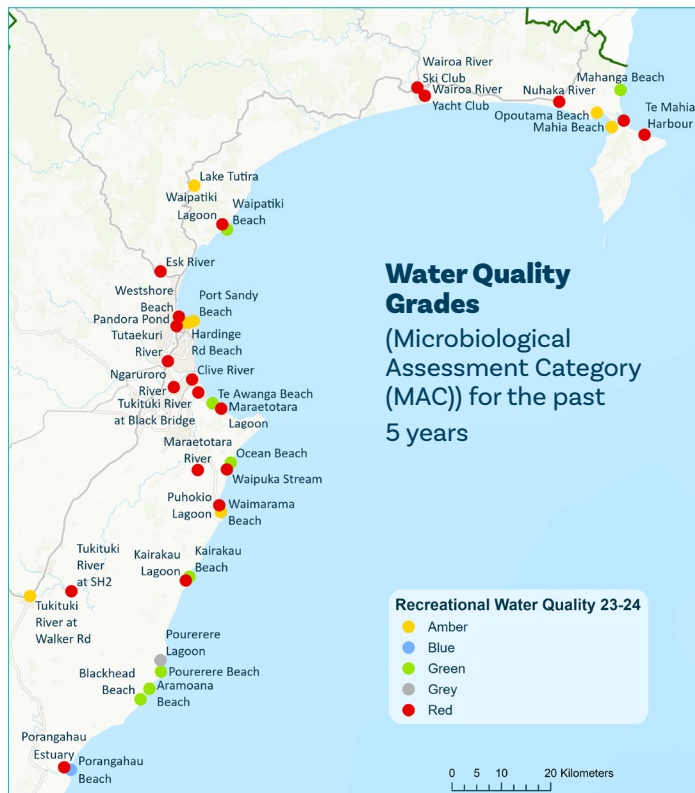 Wairoa River
Ski Club
Wairoa River
Yacht Club
Nuhaka River
Mahanga Beach
Opoutama Beach
Mahia Beach
Te Mahia
Harbour
Lake Tutira
Waipatiki
Lagoon
Waipatiki
Beach
Esk River
Westshore
Beach
Port Sandy
Beach
Pandora Pond
Hardinge
Rd Beach
Tutaekuri
River
Clive River
Ngaruroro
River
Te Awanga Beach
Tukituki River
at Black Bridge
Maraetotara
Lagoon
Maraetotara
River
Ocean Beach
Waipuka Stream
Puhokio
Lagoon
Waimarama
Beach
Tukituki
River
at SH2
Kairakau
Lagoon
Kairakau
Beach
Tukituki
River at
Walker Rd
Pourerere
Lagoon
Pourerere Beach
Blackhead
Beach
Aramoana
Beach
Porangahau
Estuary
Porangahau
Beach
Water Quality
Grades
(Microbiological
Assessment Category
(MAC)) for the past
5 years
Recreational Water Quality 23-24
Amber
Blue
Green
Grey
Red
0 5 10 20 Kilometers